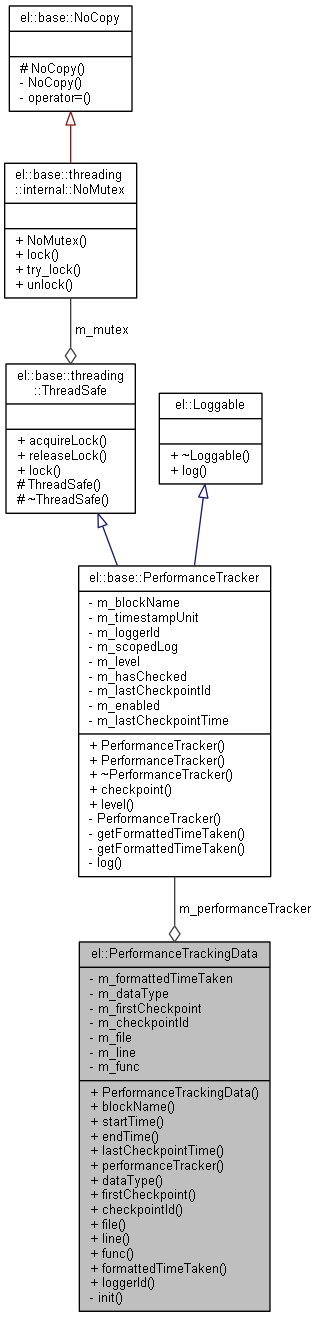 el::base::NoCopy
# NoCopy()
- NoCopy()
- operator=()
el::base::threading
::internal::NoMutex
+ NoMutex()
+ lock()
+ try_lock()
+ unlock()
m_mutex
el::base::threading
::ThreadSafe
+ acquireLock()
+ releaseLock()
+ lock()
# ThreadSafe()
# ~ThreadSafe()
el::Loggable
+ ~Loggable()
+ log()
el::base::PerformanceTracker
- m_blockName
- m_timestampUnit
- m_loggerId
- m_scopedLog
- m_level
- m_hasChecked
- m_lastCheckpointId
- m_enabled
- m_lastCheckpointTime
+ PerformanceTracker()
+ PerformanceTracker()
+ ~PerformanceTracker()
+ checkpoint()
+ level()
- PerformanceTracker()
- getFormattedTimeTaken()
- getFormattedTimeTaken()
- log()
m_performanceTracker
el::PerformanceTrackingData
- m_formattedTimeTaken
- m_dataType
- m_firstCheckpoint
- m_checkpointId
- m_file
- m_line
- m_func
+ PerformanceTrackingData()
+ blockName()
+ startTime()
+ endTime()
+ lastCheckpointTime()
+ performanceTracker()
+ dataType()
+ firstCheckpoint()
+ checkpointId()
+ file()
+ line()
+ func()
+ formattedTimeTaken()
+ loggerId()
- init()